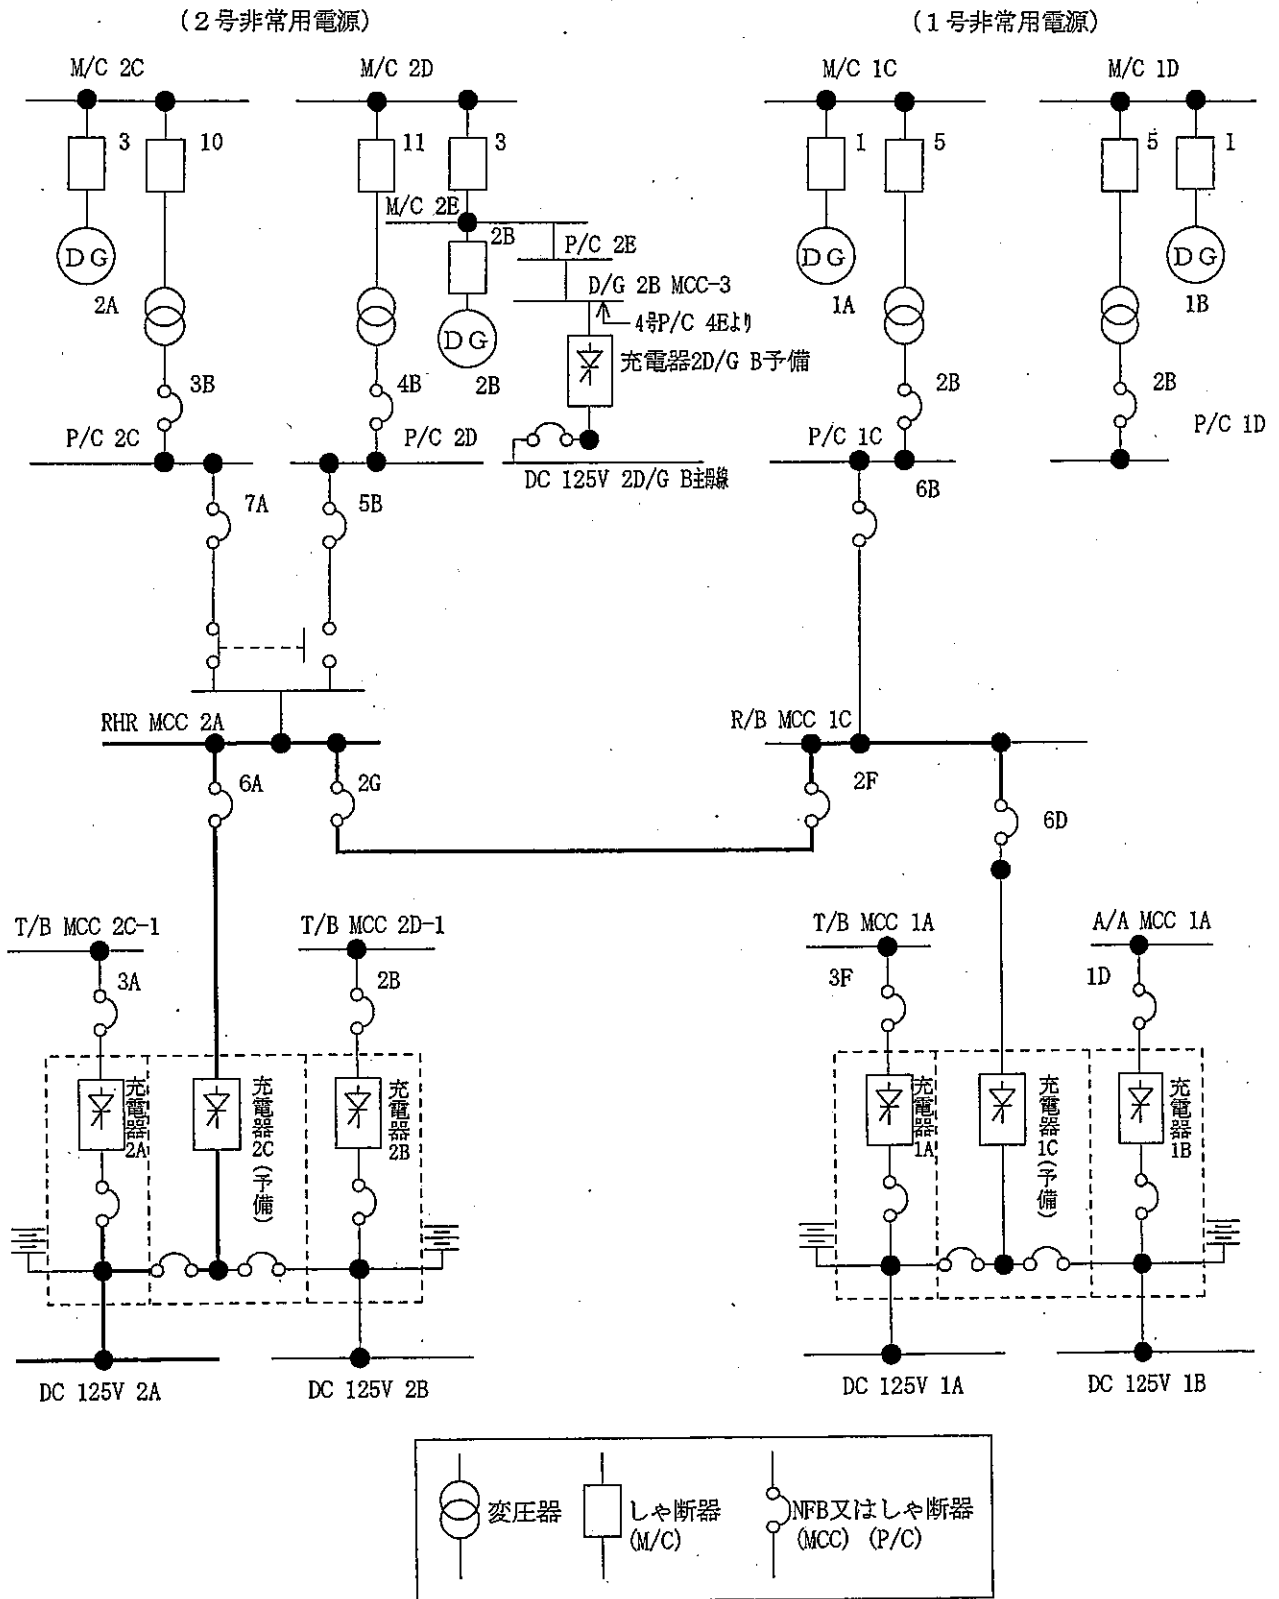 (2号非常用電源)
(1号非常用電源)
M/C 2C
M/C 2D
M/C 1C
M/C 1D
3
10
11
3
1
5
5
1
M/C 2E
2B
P/C 2E
DG
2A
DG
1A
DG
1B
D/G 2B MCC-3
4号P/C 4Eより
DG
2B
充電器2D/G B予備
3B
4B
2B
2B
P/C 2C
P/C 2D
P/C 1C
P/C 1D
DC 125V 2D/G B主母線
7A
5B
6B
RHR MCC 2A
R/B MCC 1C
6A
2G
2F
6D
T/B MCC 2C-1
T/B MCC 2D-1
T/B MCC 1A
A/A MCC 1A
3A
2B
3F
1D
充電器2A
充電器2C(予備)
充電器2B
充電器1A
充電器1C(予備)
充電器1B
DC 125V 2A
DC 125V 2B
DC 125V 1A
DC 125V 1B
変圧器
しゃ断器
(M/C)
NFB又はしゃ断器
(MCC) (P/C)